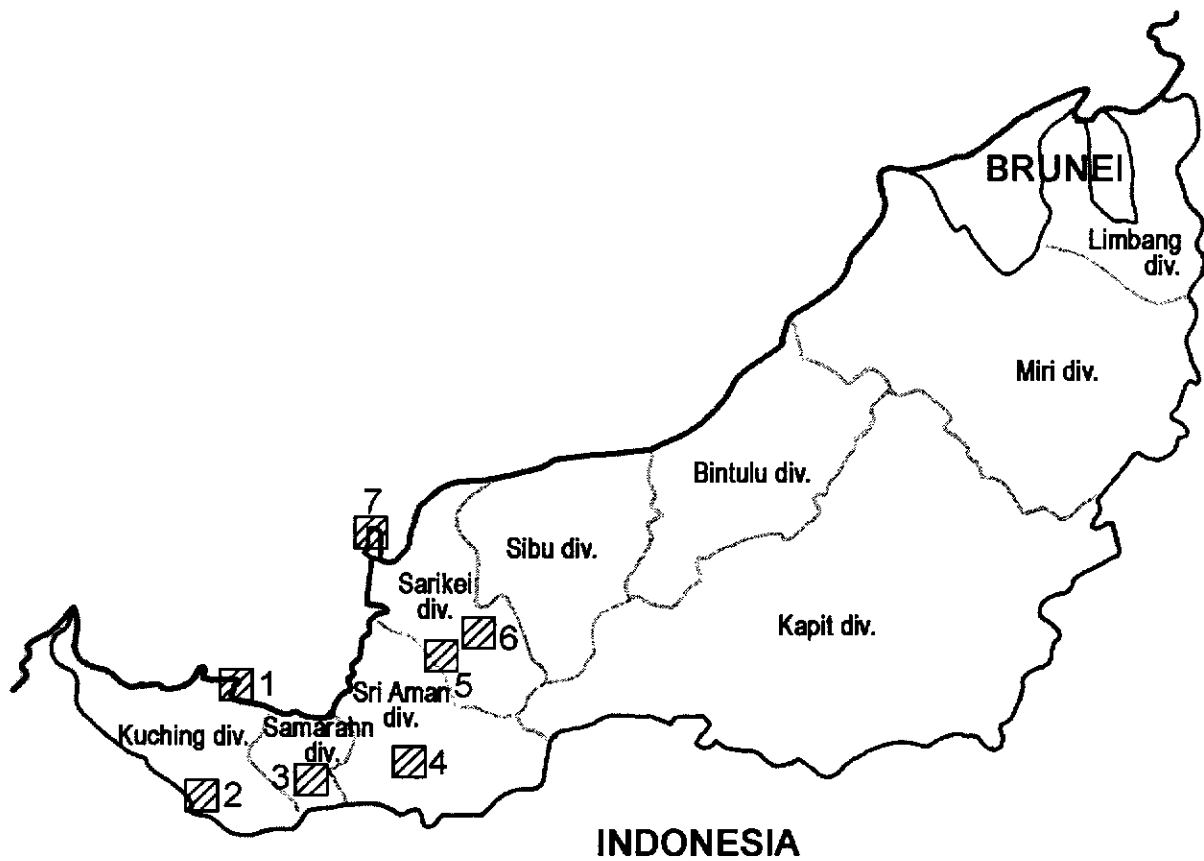 BRUNEI
Limbang
div.
Miri div.
Bintulu div.
7
Sibu div.
Sarikei
div.
Kapit div.
6
5
1
Sri Aman
div.
Kuching div.
Samarahn
div.
4
3
2
INDONESIA